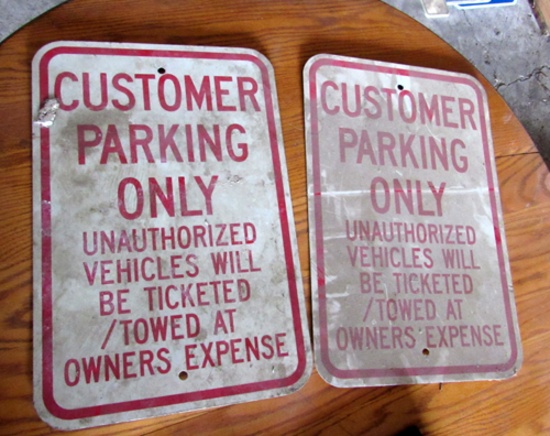 CUSTOMER
PARKING
ONLY
UNAUTHORIZED
VEHICLES WILL
BE TICKETED
/TOWED AT
OWNERS EXPENSE
CUSTOMER
PARKING
ONLY
UNAUTHORIZED
VEHICLES WILL
BE TICKETED
/TOWED AT
OWNERS EXPENSE